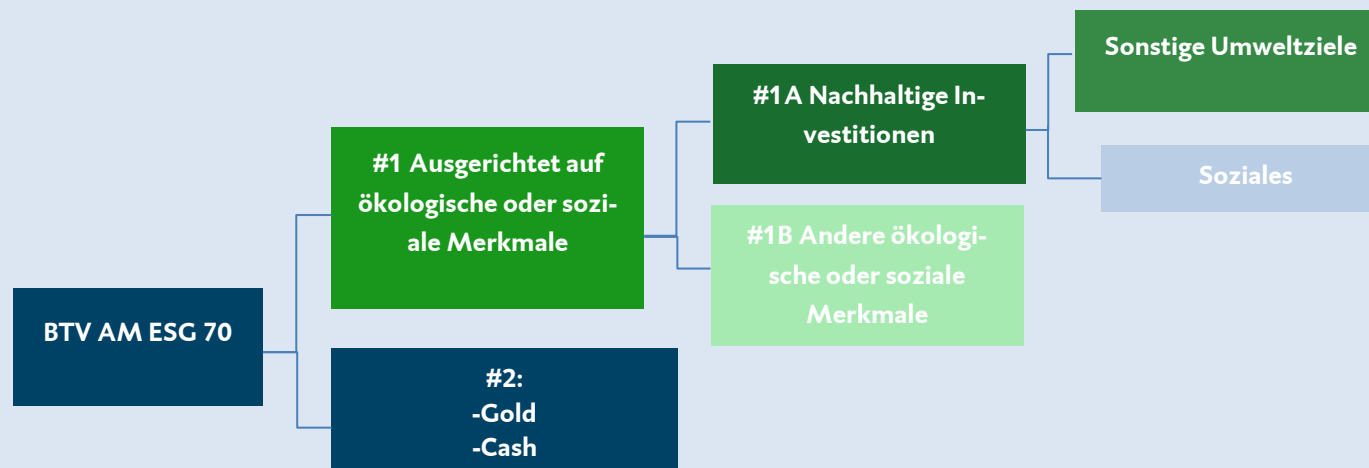 BTV AM ESG 70
#1 Ausgerichtet auf
ökologische oder sozi-
ale Merkmale
#2:
-Gold
-Cash
#1A Nachhaltige In-
vestitionen
#1B Andere ökologi-
sche oder soziale
Merkmale
Sonstige Umweltziele
Soziales